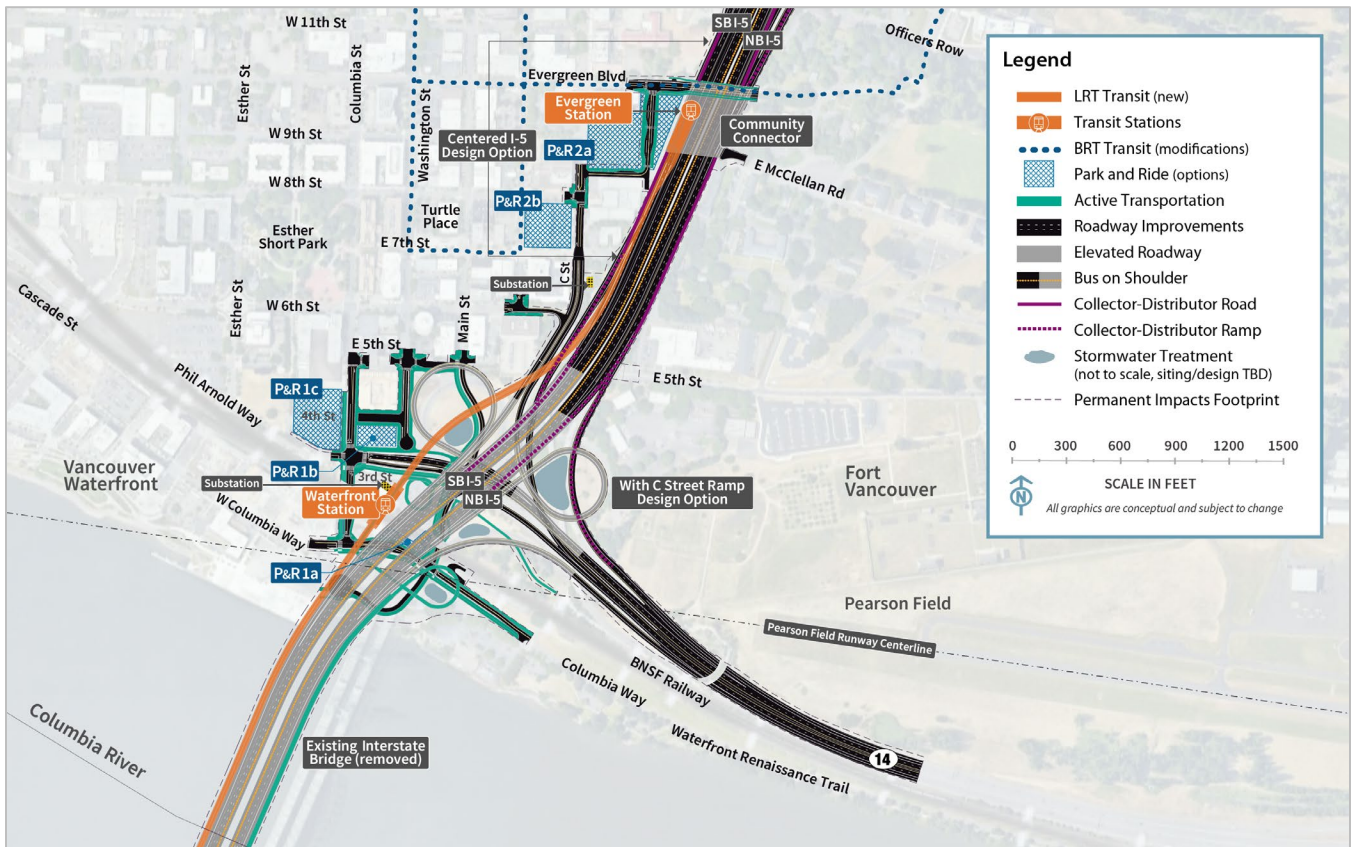 W 11th St
SB I-5
NB I-5
Officers Row
Esther St
Columbia St
Washington St
Evergreen Blvd
Evergreen
Station
Community
Connector
W 9th St
Centered I-5
Design Option
P&R2a
E McClellan Rd
W 8th St
P&R2b
Turtle
Place
Esther
Short Park
E 7th St
C St
Substation
Cascade St
Esther St
W 6th St
Main St
E 5th St
E 5th St
Phil Arnold Way
P&R1c
4th St
P&R1b
3rd St
Vancouver
Waterfront
Substation
Waterfront
Station
SB I-5
NB I-5
With C Street Ramp
Design Option
Fort
Vancouver
W Columbia Way
P&R1a
Pearson Field
Pearson Field Runway Centerline
BNSF Railway
Columbia Way
Waterfront Renaissance Trail
14
Columbia River
Existing Interstate
Bridge (removed)
Legend
LRT Transit (new)
Transit Stations
BRT Transit (modifications)
Park and Ride (options)
Active Transportation
Roadway Improvements
Elevated Roadway
Bus on Shoulder
Collector-Distributor Road
Collector-Distributor Ramp
Stormwater Treatment
(not to scale, siting/design TBD)
Permanent Impacts Footprint
0 300 600 900 1200 1500
SCALE IN FEET
N
All graphics are conceptual and subject to change